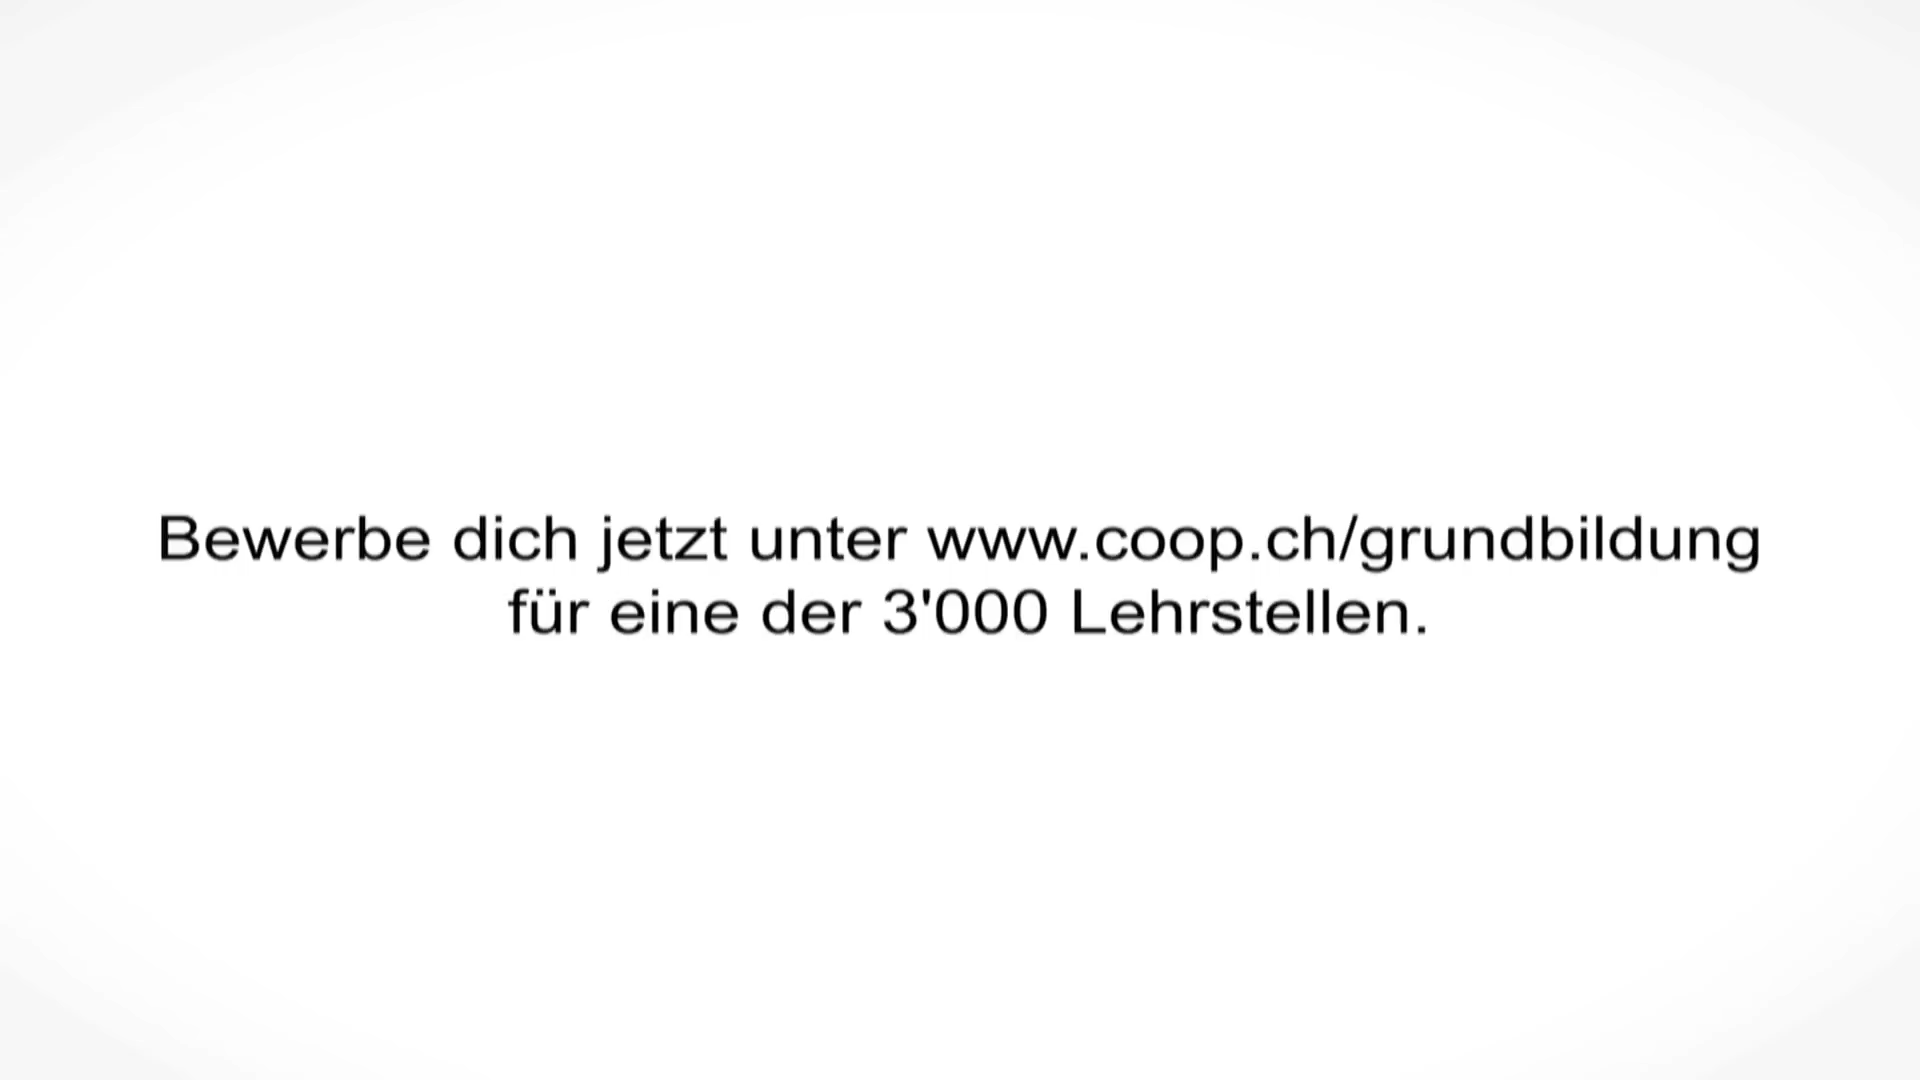 Bewerbe dich jetzt unter www.coop.ch/grundbildung
für eine der 3'000 Lehrstellen.